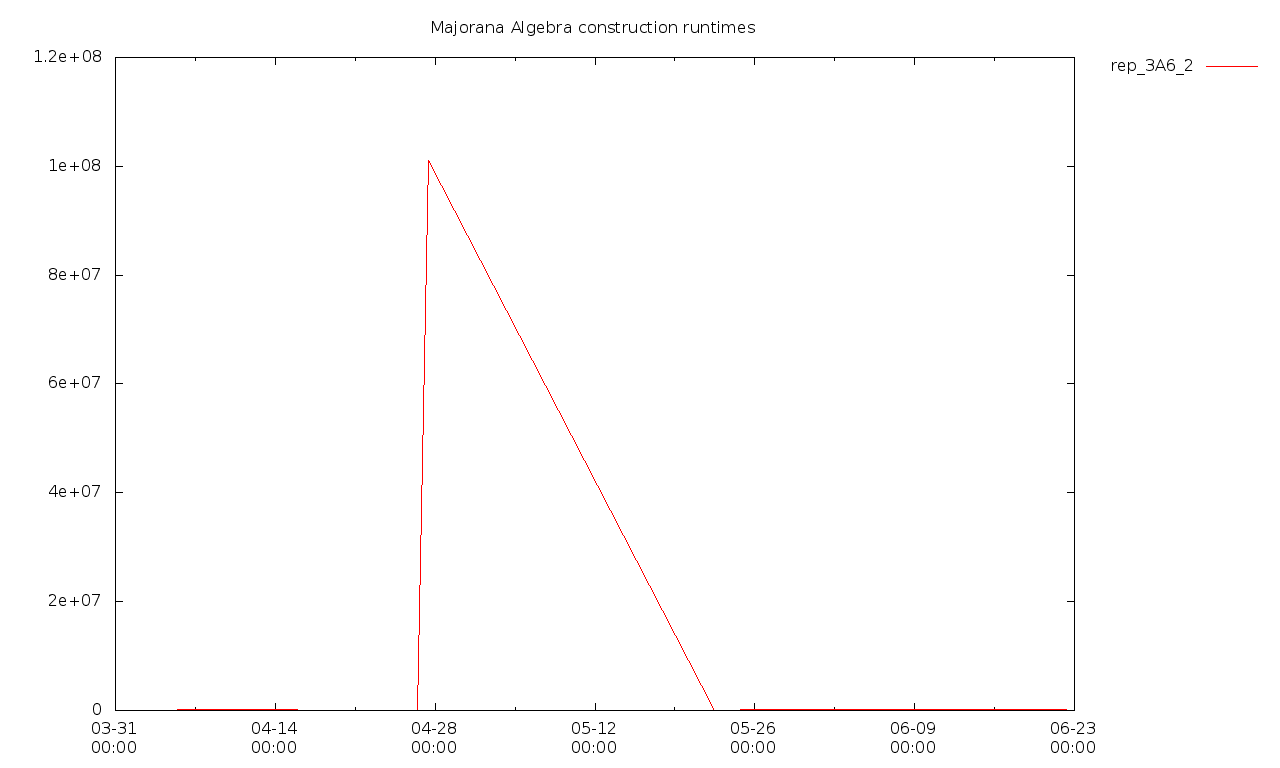 Majorana Algebra construction runtimes
rep_3A6_2
1.2e+08
1e+08
8e+07
6e+07
4e+07
2e+07
0
03-31 04-14 04-28 05-12 05-26 06-09 06-23
00:00 00:00 00:00 00:00 00:00 00:00 00:00